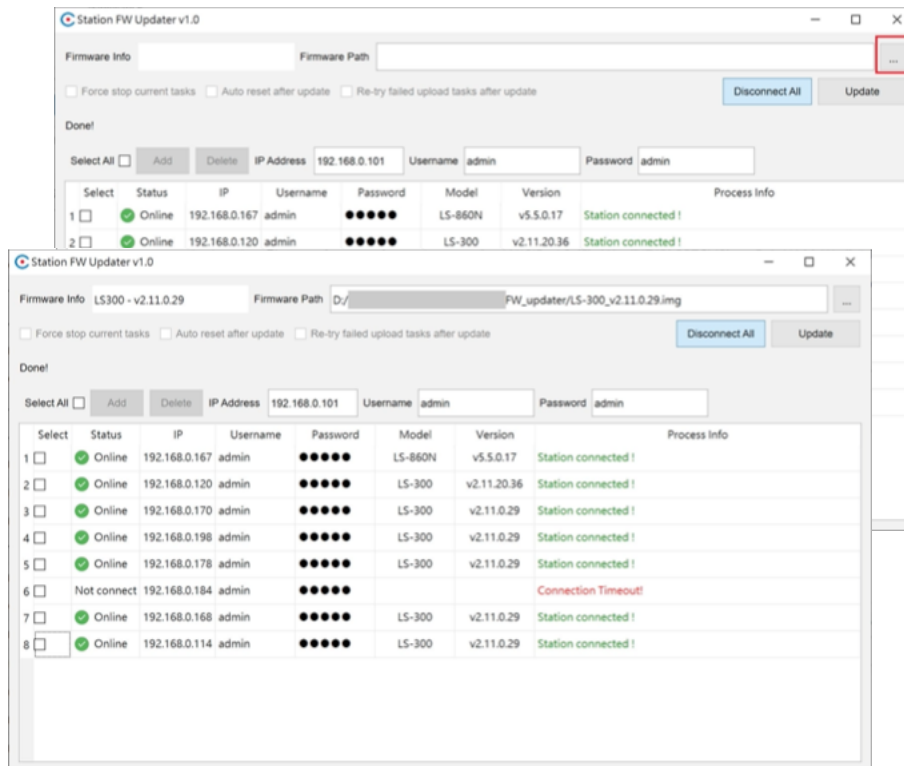 Station FW Updater v1.0
Firmware Info Firmware Path ...
Force stop current tasks Auto reset after update Re-try failed upload tasks after update Disconnect All Update
Done!
Select All Add Delete IP Address 192.168.0.101 Username admin Password admin
Select Status IP Username Password Model Version Process Info
1 Online 192.168.0.167 admin ●●●●● LS-860N v5.5.0.17 Station connected !
2 Online 192.168.0.120 admin ●●●●● LS-300 v2.11.20.36 Station connected !
Station FW Updater v1.0
Firmware Info LS300 - v2.11.0.29 Firmware Path D:/ FW_updater/LS-300_v2.11.0.29.img ...
Force stop current tasks Auto reset after update Re-try failed upload tasks after update Disconnect All Update
Done!
Select All Add Delete IP Address 192.168.0.101 Username admin Password admin
Select Status IP Username Password Model Version Process Info
1 Online 192.168.0.167 admin ●●●●● LS-860N v5.5.0.17 Station connected !
2 Online 192.168.0.120 admin ●●●●● LS-300 v2.11.20.36 Station connected !
3 Online 192.168.0.170 admin ●●●●● LS-300 v2.11.0.29 Station connected !
4 Online 192.168.0.198 admin ●●●●● LS-300 v2.11.0.29 Station connected !
5 Online 192.168.0.178 admin ●●●●● LS-300 v2.11.0.29 Station connected !
6 Not connect 192.168.0.184 admin ●●●●● Connection Timeout!
7 Online 192.168.0.168 admin ●●●●● LS-300 v2.11.0.29 Station connected !
8 Online 192.168.0.114 admin ●●●●● LS-300 v2.11.0.29 Station connected !